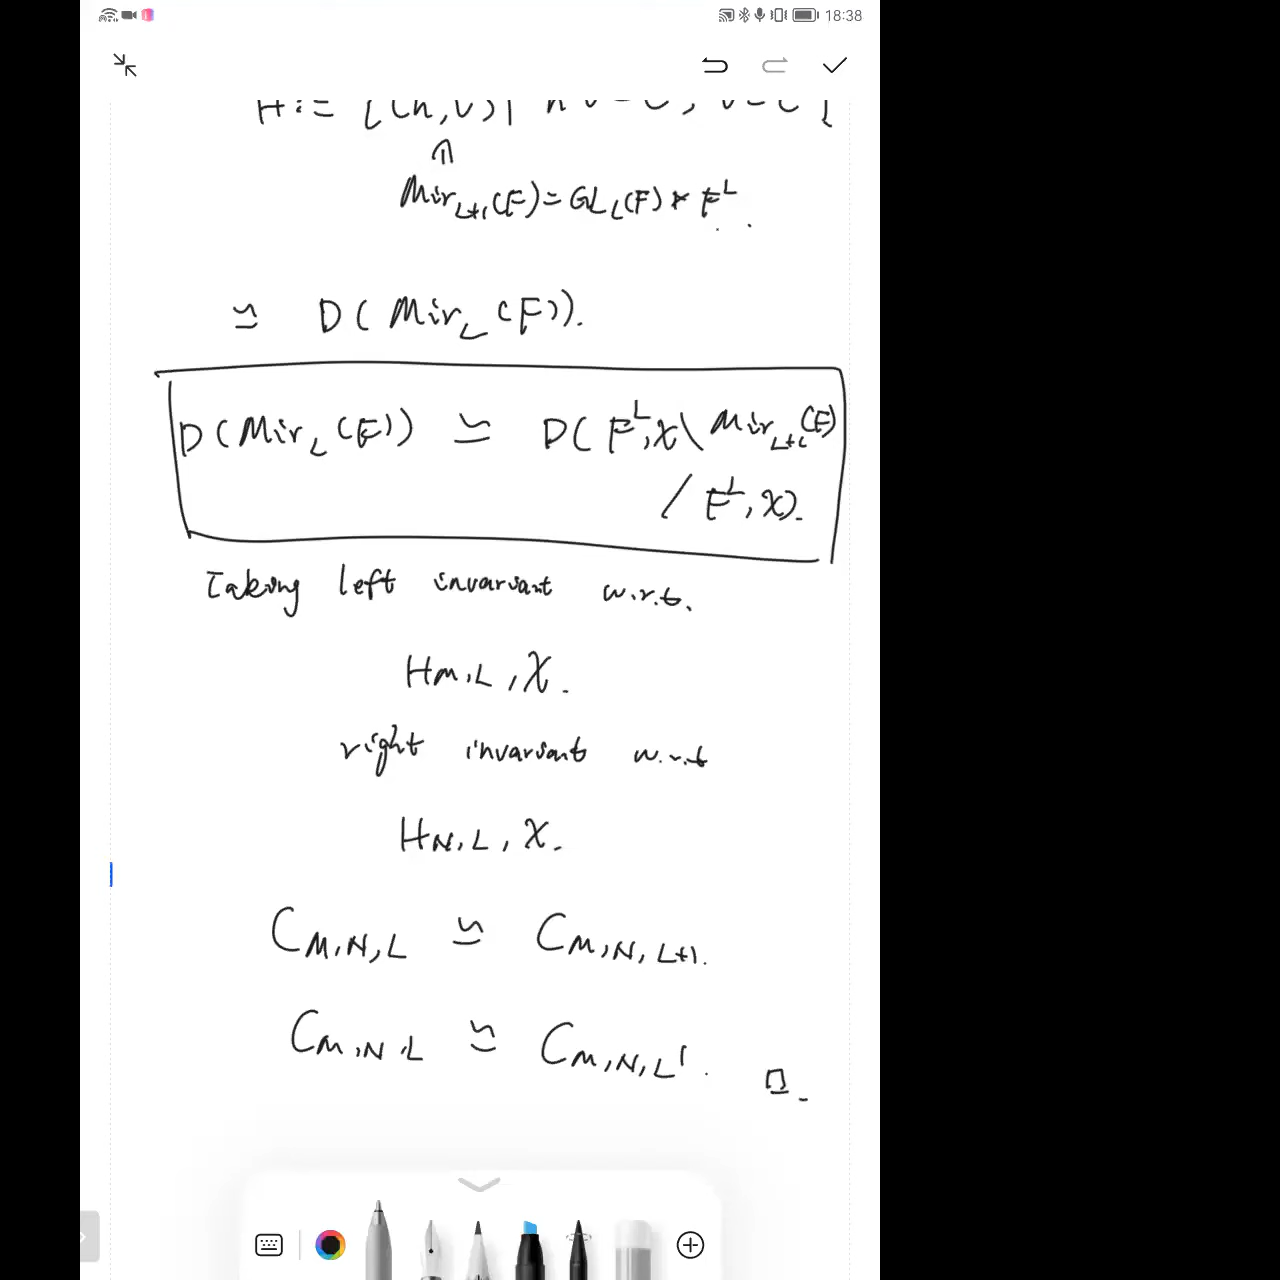 18:38
H := {(h,v) | hv = v, v = e}
⋒
Mir_{L+1}(F) = GL_L(F) ⋉ F^L.
≃ D(Mir_L(F)).
D(Mir_L(F)) ≃ D(F^L,χ\Mir_{L+1}(F)
/ F^L,χ).
Taking left invariant w.r.t.
H_{M,L},χ.
right invariant w.r.t
H_{N,L},χ.
C_{M,N,L} ≃ C_{M,N,L+1}.
C_{M,N,L} ≃ C_{M,N,L'}. □.